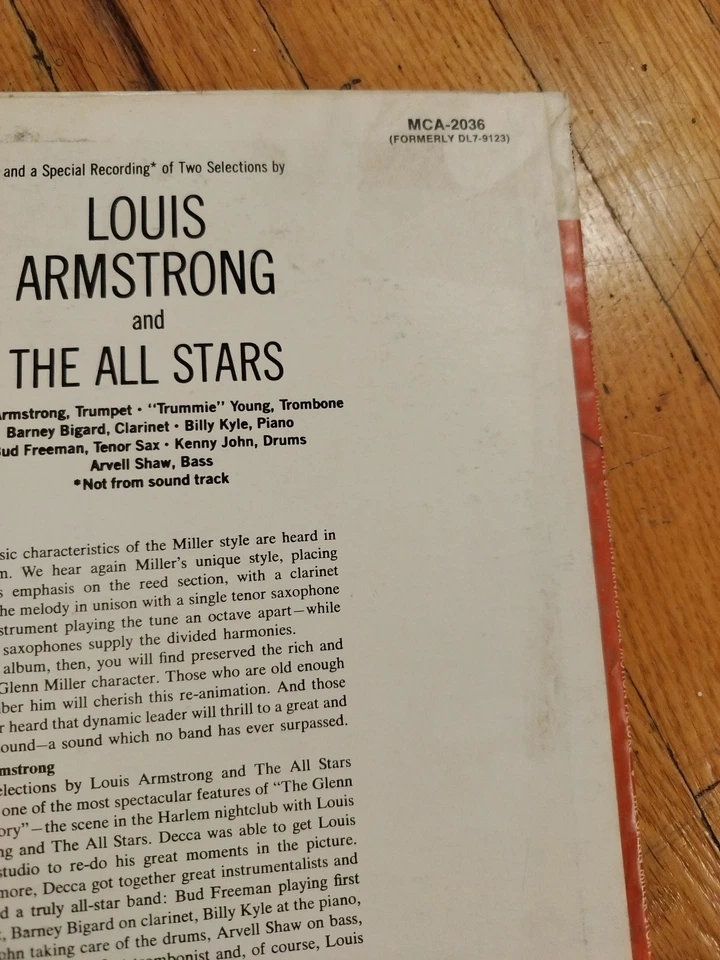 MCA-2036
(FORMERLY DL7-9123)
and a Special Recording* of Two Selections by
LOUIS
ARMSTRONG
and
THE ALL STARS
Armstrong, Trumpet • "Trummie" Young, Trombone
Barney Bigard, Clarinet • Billy Kyle, Piano
ud Freeman, Tenor Sax • Kenny John, Drums
Arvell Shaw, Bass
*Not from sound track
sic characteristics of the Miller style are heard in
n. We hear again Miller's unique style, placing
s emphasis on the reed section, with a clarinet
he melody in unison with a single tenor saxophone
strument playing the tune an octave apart—while
saxophones supply the divided harmonies.
album, then, you will find preserved the rich and
Glenn Miller character. Those who are old enough
ber him will cherish this re-animation. And those
r heard that dynamic leader will thrill to a great and
ound—a sound which no band has ever surpassed.
mstrong
elections by Louis Armstrong and The All Stars
one of the most spectacular features of "The Glenn
ory"—the scene in the Harlem nightclub with Louis
ng and The All Stars. Decca was able to get Louis
studio to re-do his great moments in the picture.
more, Decca got together great instrumentalists and
d a truly all-star band: Bud Freeman playing first
, Barney Bigard on clarinet, Billy Kyle at the piano,
ohn taking care of the drums, Arvell Shaw on bass,
mbonist and, of course, Louis